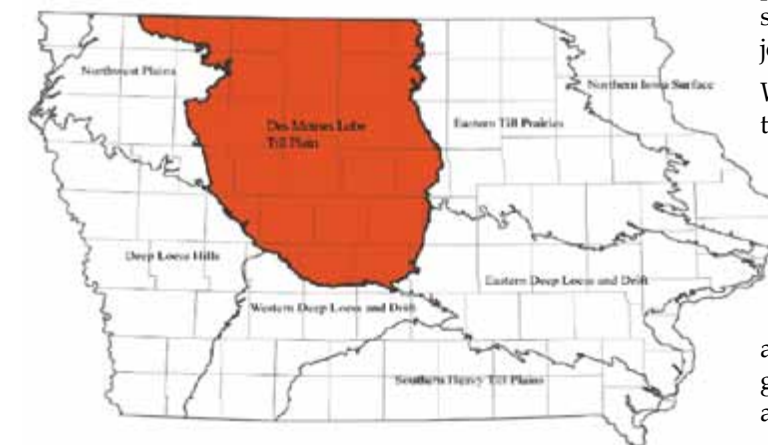 Northwest Plains
Northern Iowa Surface
Des Moines Lobe
Till Plain
Eastern Till Prairies
Deep Loess Hills
Eastern Deep Loess and Drift
Western Deep Loess and Drift
Southern Heavy Till Plains
s
j
W
t
a
g
a